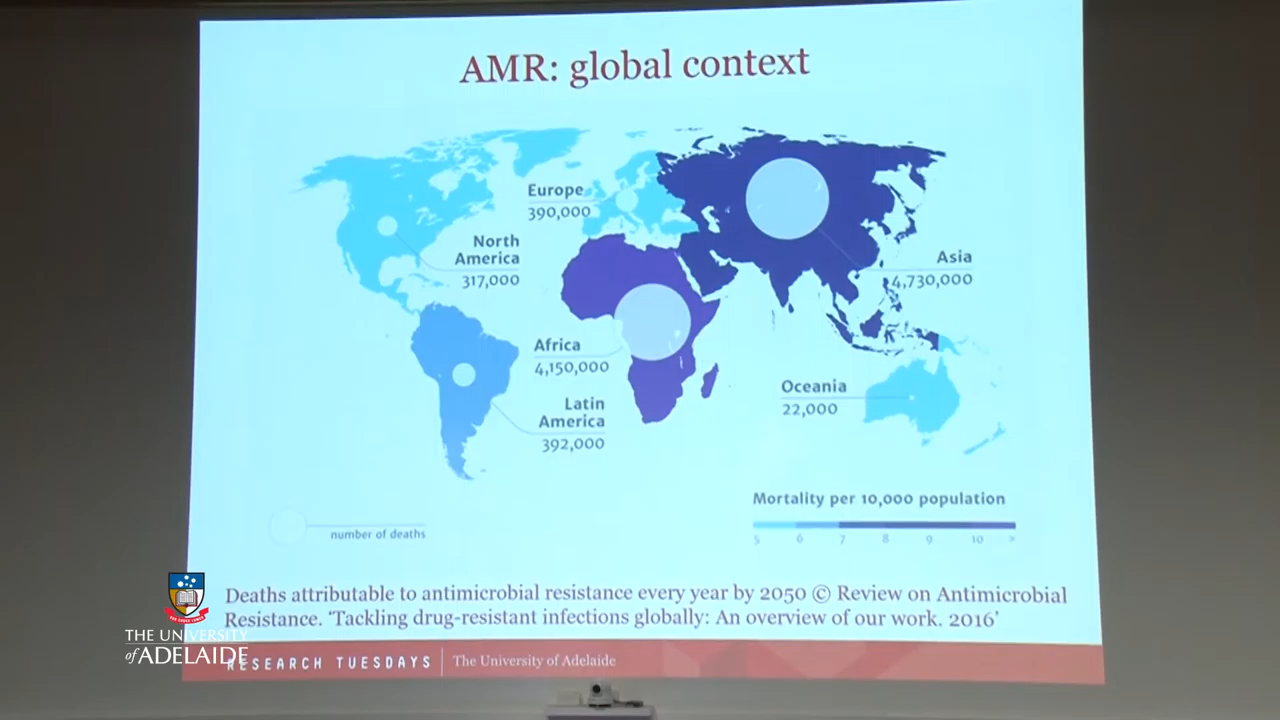 AMR: global context
Europe
390,000
North
America
317,000
Asia
4,730,000
Africa
4,150,000
Oceania
22,000
Latin
America
392,000
Mortality per 10,000 population
5 6 7 8 9 10 >
number of deaths
Deaths attributable to antimicrobial resistance every year by 2050 © Review on Antimicrobial
Resistance. 'Tackling drug-resistant infections globally: An overview of our work. 2016'
THE UNIVERSITY
of ADELAIDE
RESEARCH TUESDAYS
The University of Adelaide